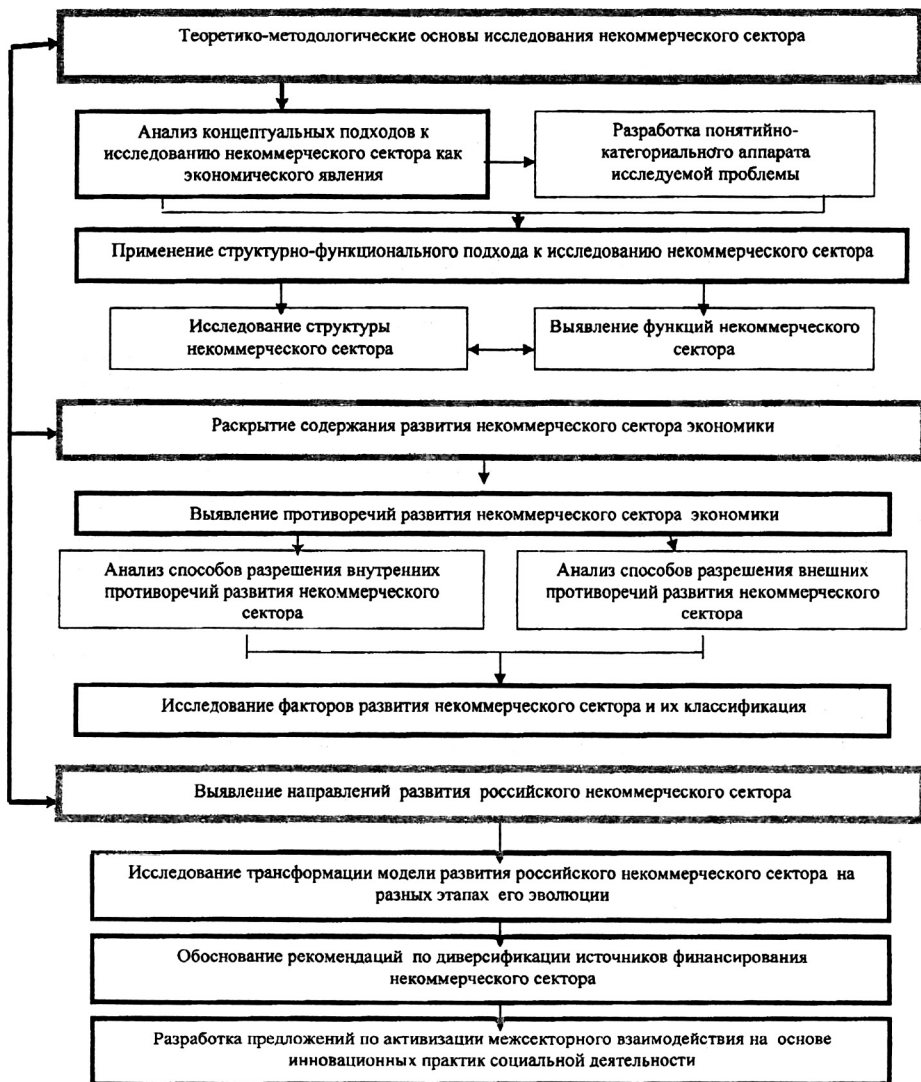 Теоретико-методологические основы исследования некоммерческого сектора
Анализ концептуальных подходов к
исследованию некоммерческого сектора как
экономического явления
Разработка понятийно-
категориального аппарата
исследуемой проблемы
Применение структурно-функционального подхода к исследованию некоммерческого сектора
Исследование структуры
некоммерческого сектора
Выявление функций некоммерческого
сектора
Раскрытие содержания развития некоммерческого сектора экономики
Выявление противоречий развития некоммерческого сектора экономики
Анализ способов разрешения внутренних
противоречий развития некоммерческого
сектора
Анализ способов разрешения внешних
противоречий развития некоммерческого
сектора
Исследование факторов развития некоммерческого сектора и их классификация
Выявление направлений развития российского некоммерческого сектора
Исследование трансформации модели развития российского некоммерческого сектора на
разных этапах его эволюции
Обоснование рекомендаций по диверсификации источников финансирования
некоммерческого сектора
Разработка предложений по активизации межсекторного взаимодействия на основе
инновационных практик социальной деятельности